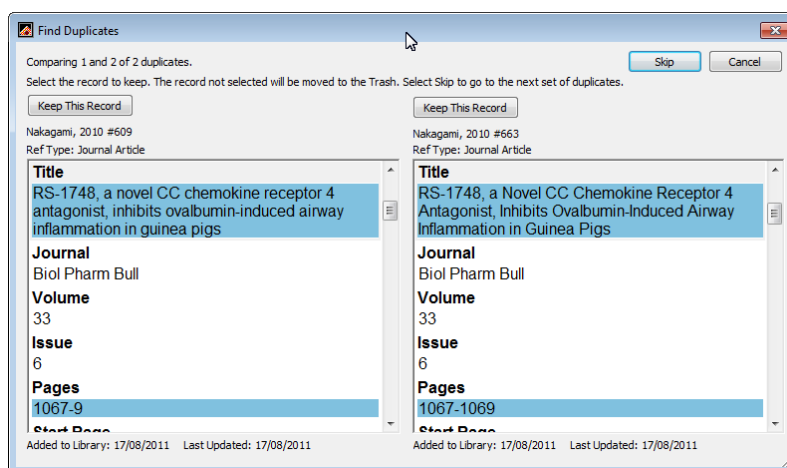 Find Duplicates
Comparing 1 and 2 of 2 duplicates.
Skip
Cancel
Select the record to keep. The record not selected will be moved to the Trash. Select Skip to go to the next set of duplicates.
Keep This Record
Nakagami, 2010 #609
Ref Type: Journal Article
Title
RS-1748, a novel CC chemokine receptor 4
antagonist, inhibits ovalbumin-induced airway
inflammation in guinea pigs
Journal
Biol Pharm Bull
Volume
33
Issue
6
Pages
1067-9
Start Page
Added to Library: 17/08/2011 Last Updated: 17/08/2011
Keep This Record
Nakagami, 2010 #663
Ref Type: Journal Article
Title
RS-1748, a Novel CC Chemokine Receptor 4
Antagonist, Inhibits Ovalbumin-Induced Airway
Inflammation in Guinea Pigs
Journal
Biol Pharm Bull
Volume
33
Issue
6
Pages
1067-1069
Start Page
Added to Library: 17/08/2011 Last Updated: 17/08/2011